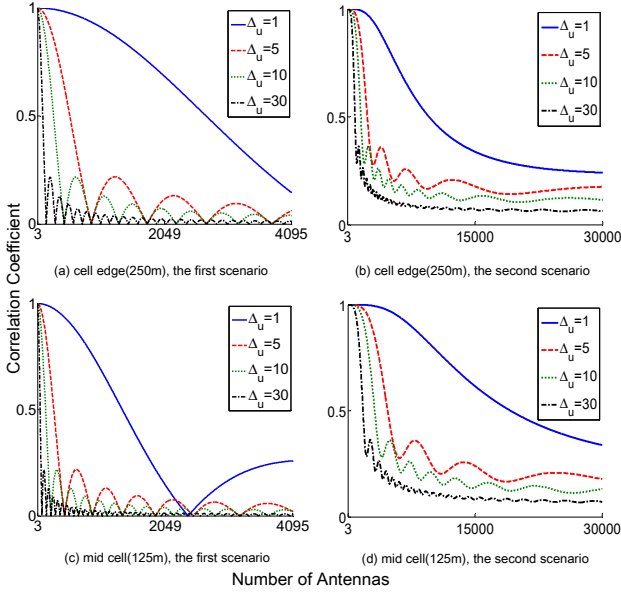 Correlation Coefficient
1
0.5
0
3
2049
4095
Δu=1
Δu=5
Δu=10
Δu=30
(a) cell edge(250m), the first scenario
1
0.5
0
3
15000
30000
Δu=1
Δu=5
Δu=10
Δu=30
(b) cell edge(250m), the second scenario
1
0.5
0
3
2049
4095
Δu=1
Δu=5
Δu=10
Δu=30
(c) mid cell(125m), the first scenario
1
0.5
0
3
15000
30000
Δu=1
Δu=5
Δu=10
Δu=30
(d) mid cell(125m), the second scenario
Number of Antennas